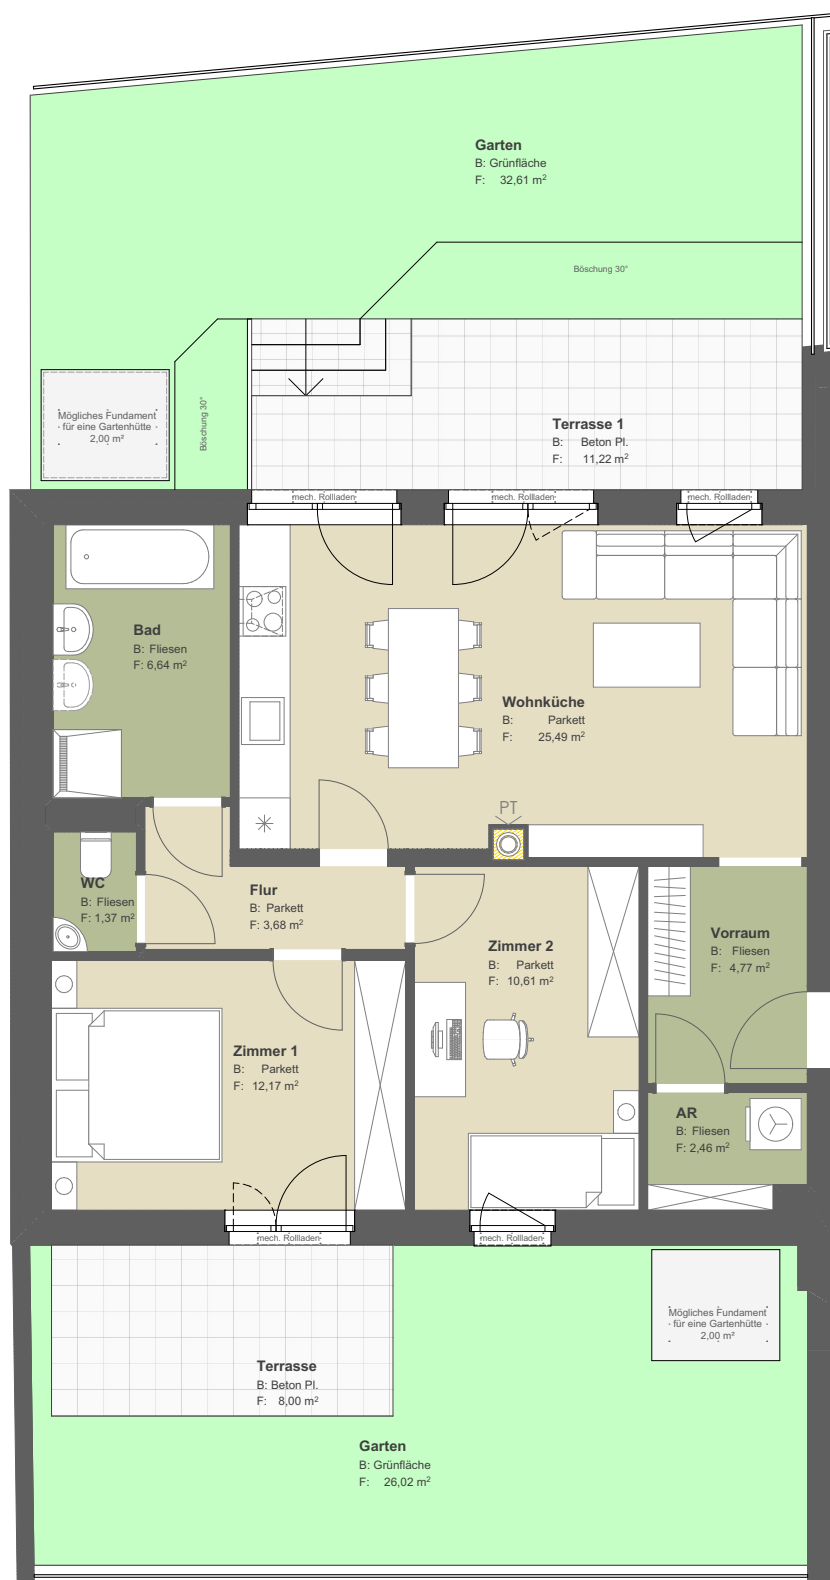 Garten
B: Grünfläche
F: 32,61 m²
Böschung 30°
Mögliches Fundament
für eine Gartenhütte
2,00 m²
Böschung 30°
Terrasse 1
B: Beton Pl.
F: 11,22 m²
mech. Rollladen
mech. Rollladen
mech. Rollladen
Bad
B: Fliesen
F: 6,64 m²
Wohnküche
B: Parkett
F: 25,49 m²
PT
WC
B: Fliesen
F: 1,37 m²
Flur
B: Parkett
F: 3,68 m²
Zimmer 2
B: Parkett
F: 10,61 m²
Vorraum
B: Fliesen
F: 4,77 m²
Zimmer 1
B: Parkett
F: 12,17 m²
AR
B: Fliesen
F: 2,46 m²
mech. Rollladen
mech. Rollladen
Mögliches Fundament
für eine Gartenhütte
2,00 m²
Terrasse
B: Beton Pl.
F: 8,00 m²
Garten
B: Grünfläche
F: 26,02 m²